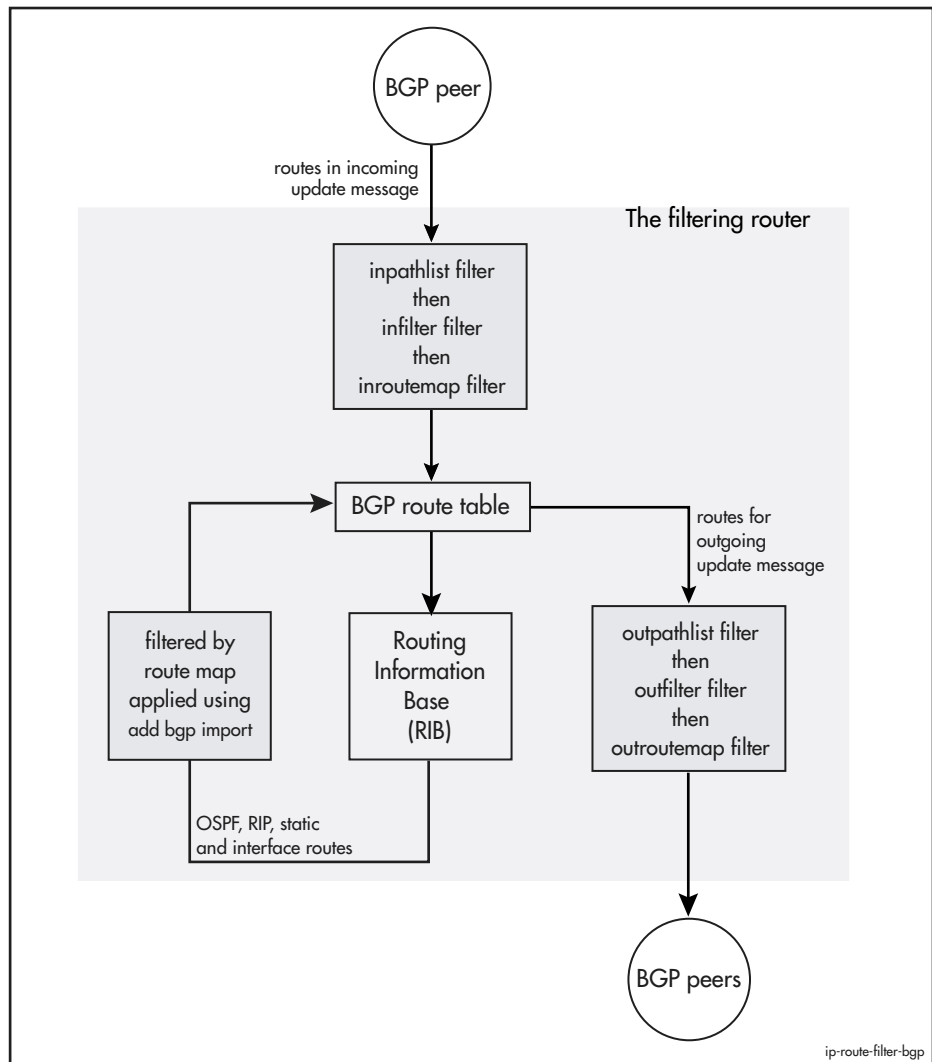 BGP peer
routes in incoming
update message
The filtering router
inpathlist filter
then
infilter filter
then
inroutemap filter
BGP route table
routes for
outgoing
update message
filtered by
route map
applied using
add bgp import
Routing
Information
Base
(RIB)
outpathlist filter
then
outfilter filter
then
outroutemap filter
OSPF, RIP, static
and interface routes
BGP peers
ip-route-filter-bgp